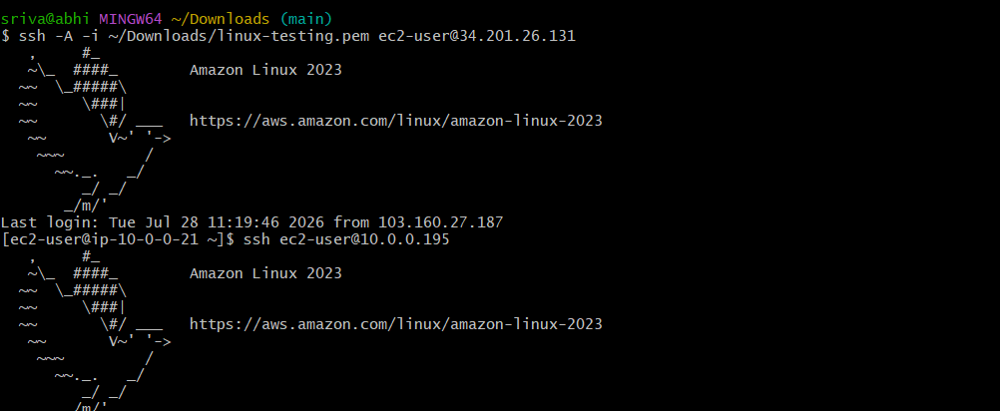 sriva@abhi MINGW64 ~/Downloads (main)
$ ssh -A -i ~/Downloads/linux-testing.pem ec2-user@34.201.26.131
   ,     #_
   ~\_  ####_        Amazon Linux 2023
  ~~  \_#####\
  ~~     \###|
  ~~       \#/ ___   https://aws.amazon.com/linux/amazon-linux-2023
   ~~       V~' '->
    ~~~         /
      ~~._.   _/
         _/ _/
       _/m/'
Last login: Tue Jul 28 11:19:46 2026 from 103.160.27.187
[ec2-user@ip-10-0-0-21 ~]$ ssh ec2-user@10.0.0.195
   ,     #_
   ~\_  ####_        Amazon Linux 2023
  ~~  \_#####\
  ~~     \###|
  ~~       \#/ ___   https://aws.amazon.com/linux/amazon-linux-2023
   ~~       V~' '->
    ~~~         /
      ~~._.   _/
         _/ _/
       _/m/'